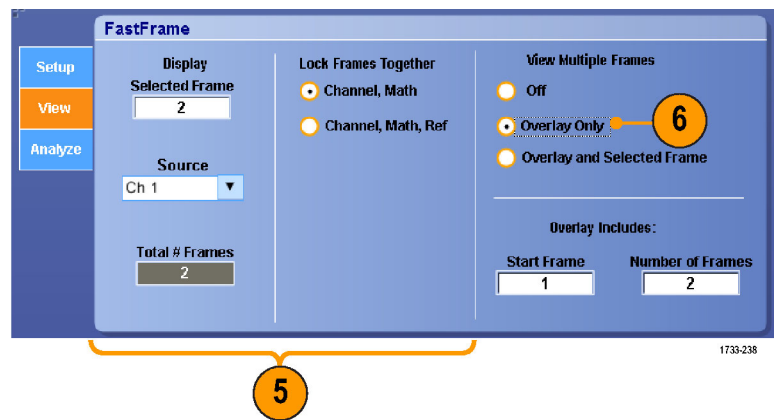 FastFrame
Setup
View
Analyze
Display
Selected Frame
2
Source
Ch 1
Total # Frames
2
Lock Frames Together
Channel, Math
Channel, Math, Ref
View Multiple Frames
Off
Overlay Only
6
Overlay and Selected Frame
Overlay Includes:
Start Frame
1
Number of Frames
2
1733-238
5